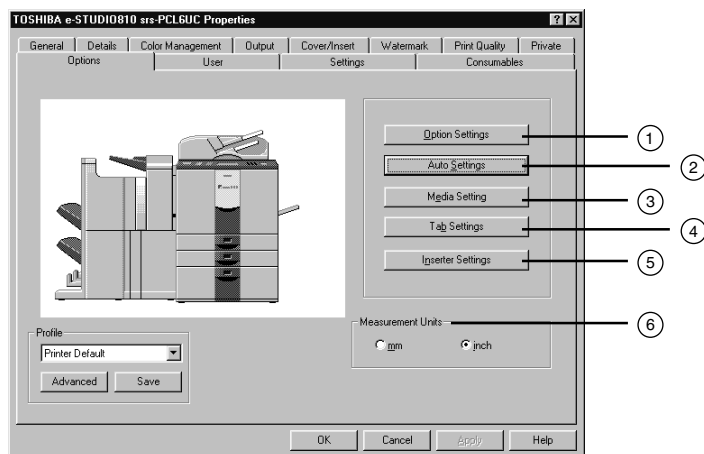 TOSHIBA e-STUDIO810 srs-PCL6UC Properties
General Details Color Management Output Cover/Insert Watermark Print Quality Private
Options User Settings Consumables
Option Settings
1
Auto Settings
2
Media Setting
3
Tab Settings
4
Inserter Settings
5
Measurement Units
6
mm inch
Profile
Printer Default
Advanced Save
OK Cancel Apply Help